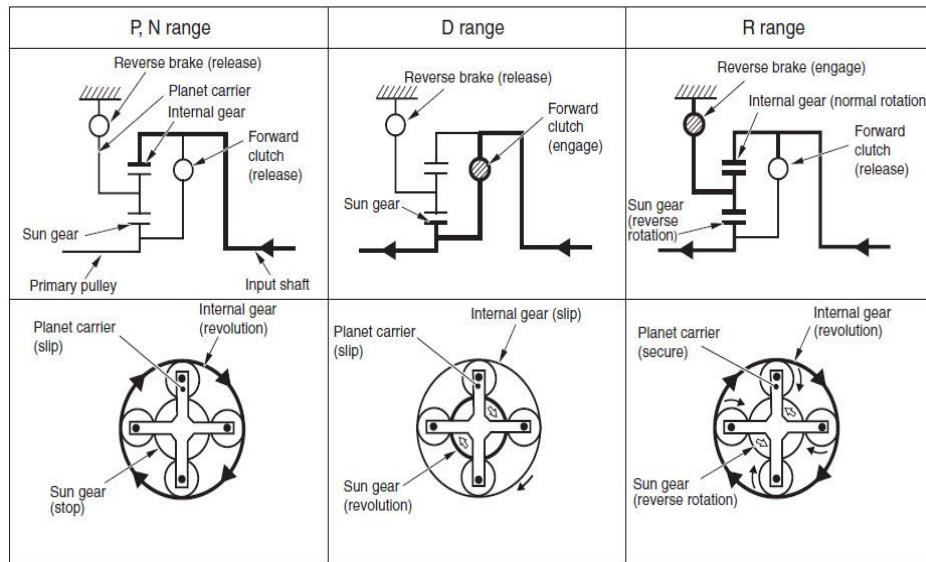 P, N range
D range
R range
Reverse brake (release)
Planet carrier
Internal gear
Forward
clutch
(release)
Sun gear
Primary pulley
Input shaft
Reverse brake (release)
Forward
clutch
(engage)
Sun gear
Reverse brake (engage)
Internal gear (normal rotation
Forward
clutch
(release)
Sun gear
(reverse
rotation)
Internal gear
(revolution)
Planet carrier
(slip)
Sun gear
(stop)
Internal gear (slip)
Planet carrier
(slip)
Sun gear
(revolution)
Internal gear
(revolution)
Planet carrier
(secure)
Sun gear
(reverse rotation)